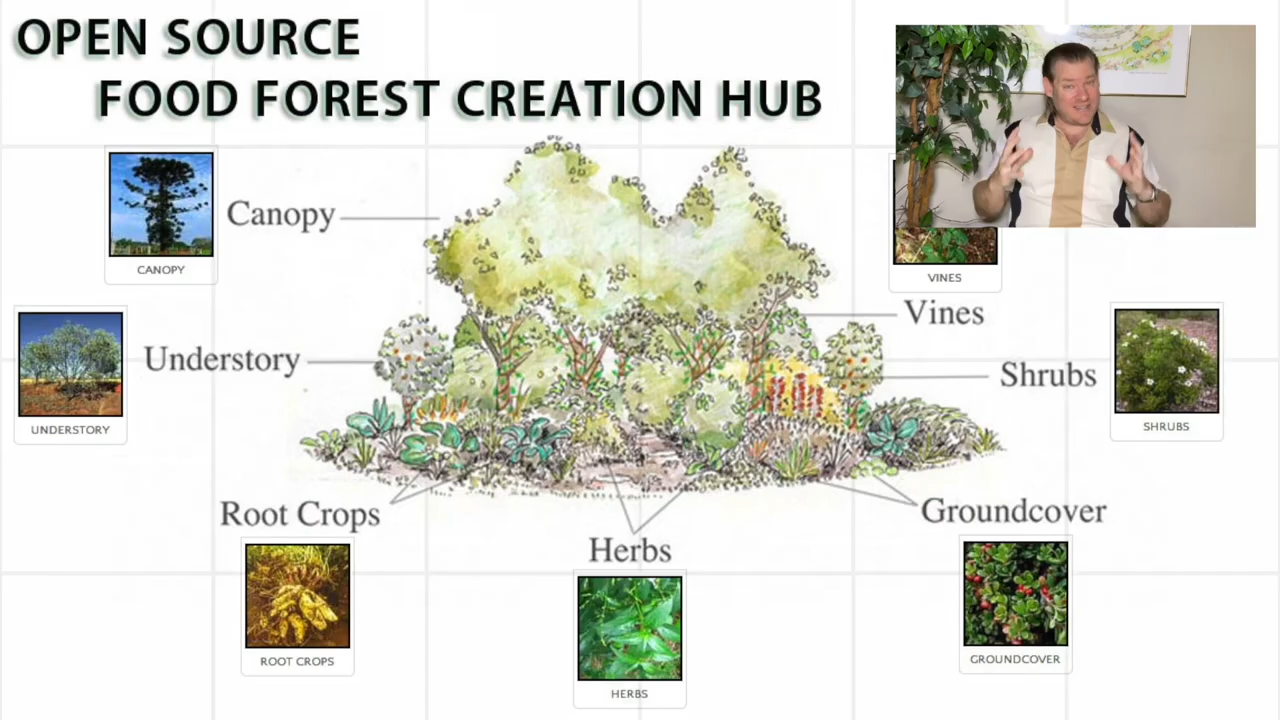 OPEN SOURCE
FOOD FOREST CREATION HUB
CANOPY
Canopy
VINES
Vines
UNDERSTORY
Understory
Shrubs
SHRUBS
Root Crops
ROOT CROPS
Herbs
HERBS
Groundcover
GROUNDCOVER